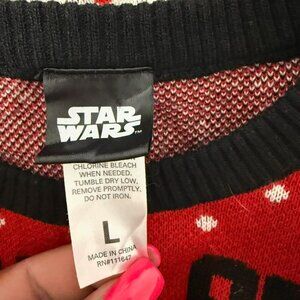 STAR
WARS
CHLORINE BLEACH
WHEN NEEDED.
TUMBLE DRY LOW,
REMOVE PROMPTLY.
DO NOT IRON.
L
MADE IN CHINA
RN#111647